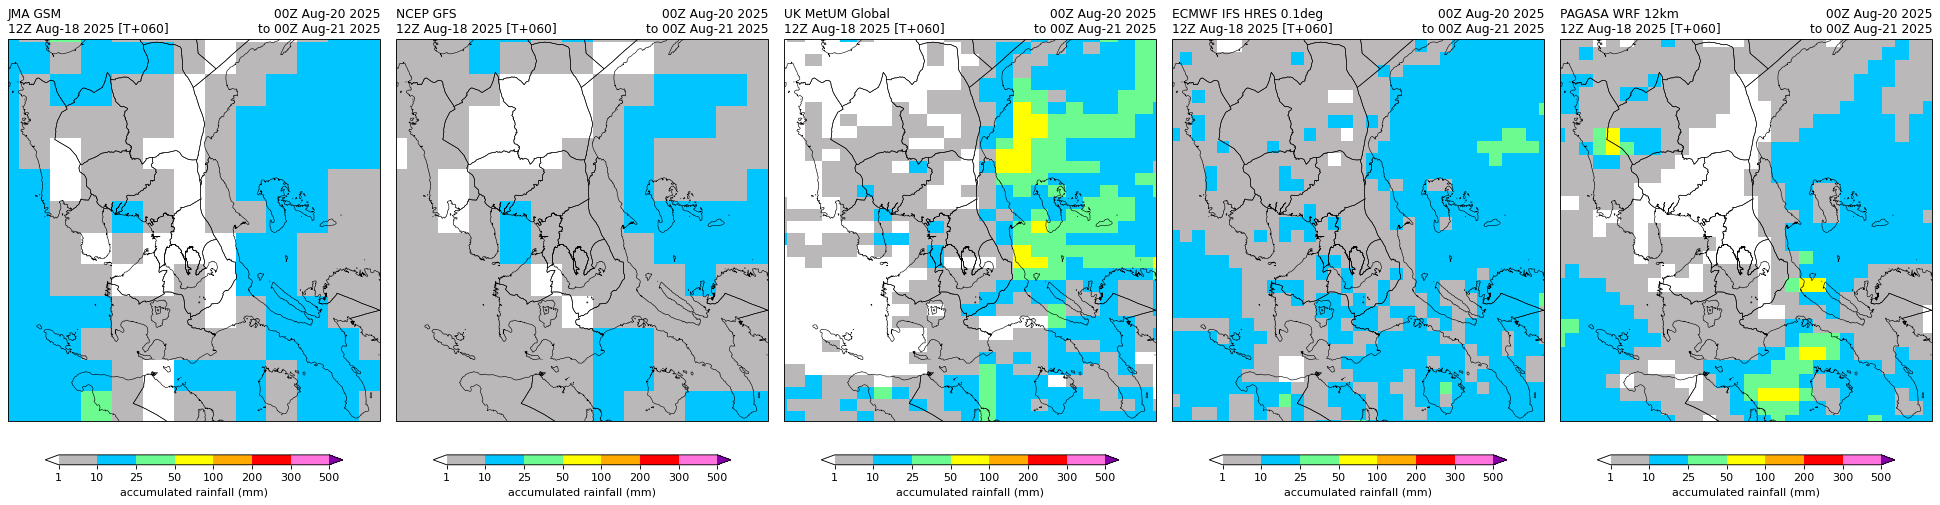 JMA GSM 00Z Aug-20 2025
12Z Aug-18 2025 [T+060] to 00Z Aug-21 2025
1 10 25 50 100 200 300 500
accumulated rainfall (mm)
NCEP GFS 00Z Aug-20 2025
12Z Aug-18 2025 [T+060] to 00Z Aug-21 2025
1 10 25 50 100 200 300 500
accumulated rainfall (mm)
UK MetUM Global 00Z Aug-20 2025
12Z Aug-18 2025 [T+060] to 00Z Aug-21 2025
1 10 25 50 100 200 300 500
accumulated rainfall (mm)
ECMWF IFS HRES 0.1deg 00Z Aug-20 2025
12Z Aug-18 2025 [T+060] to 00Z Aug-21 2025
1 10 25 50 100 200 300 500
accumulated rainfall (mm)
PAGASA WRF 12km 00Z Aug-20 2025
12Z Aug-18 2025 [T+060] to 00Z Aug-21 2025
1 10 25 50 100 200 300 500
accumulated rainfall (mm)